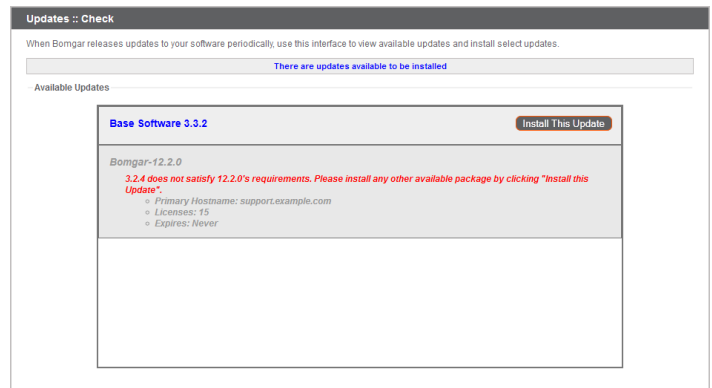 Updates :: Check
When Bomgar releases updates to your software periodically, use this interface to view available updates and install select updates.
There are updates available to be installed
Available Updates
Base Software 3.3.2
Install This Update
Bomgar-12.2.0
3.2.4 does not satisfy 12.2.0's requirements. Please install any other available package by clicking "Install this
Update".
Primary Hostname: support.example.com
Licenses: 15
Expires: Never